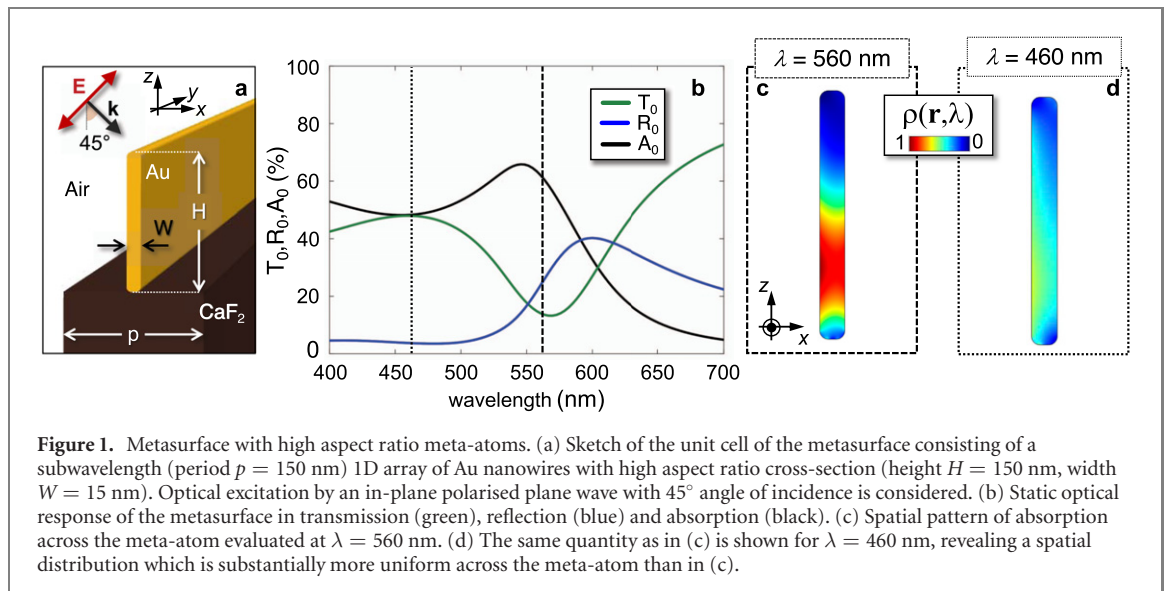 E
k
45°
z
y
x
a
Air
Au
H
W
CaF₂
p
100
80
60
40
20
0
T₀,R₀,A₀ (%)
b
T₀
R₀
A₀
400 450 500 550 600 650 700
wavelength (nm)
λ = 560 nm
c
z
x
λ = 460 nm
d
ρ(r,λ)
1 0
Figure 1. Metasurface with high aspect ratio meta-atoms. (a) Sketch of the unit cell of the metasurface consisting of a
subwavelength (period p = 150 nm) 1D array of Au nanowires with high aspect ratio cross-section (height H = 150 nm, width
W = 15 nm). Optical excitation by an in-plane polarised plane wave with 45° angle of incidence is considered. (b) Static optical
response of the metasurface in transmission (green), reflection (blue) and absorption (black). (c) Spatial pattern of absorption
across the meta-atom evaluated at λ = 560 nm. (d) The same quantity as in (c) is shown for λ = 460 nm, revealing a spatial
distribution which is substantially more uniform across the meta-atom than in (c).